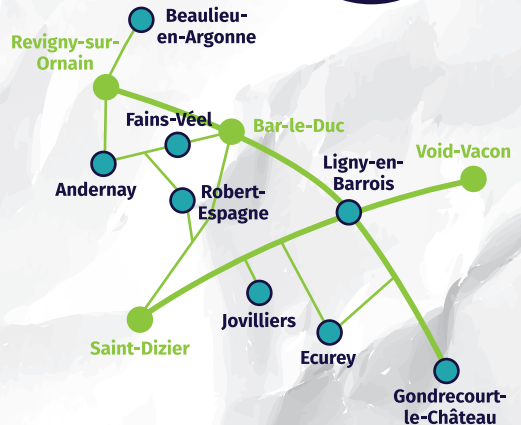 Beaulieu-
en-Argonne
Revigny-sur-
Ornain
Fains-Véel
Bar-le-Duc
Ligny-en-
Barrois
Void-Vacon
Andernay
Robert-
Espagne
Jovilliers
Saint-Dizier
Ecurey
Gondrecourt-
le-Château